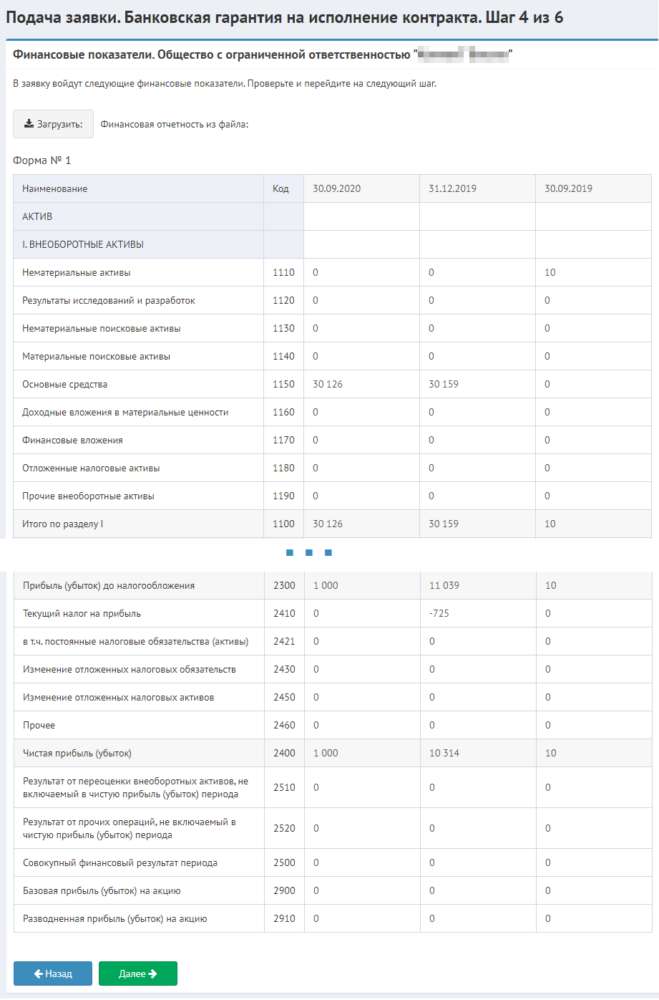 Подача заявки. Банковская гарантия на исполнение контракта. Шаг 4 из 6
Финансовые показатели. Общество с ограниченной ответственностью " "
В заявку войдут следующие финансовые показатели. Проверьте и перейдите на следующий шаг.
Загрузить: Финансовая отчетность из файла:
Форма № 1
Наименование Код 30.09.2020 31.12.2019 30.09.2019
АКТИВ
I. ВНЕОБОРОТНЫЕ АКТИВЫ
Нематериальные активы 1110 0 0 10
Результаты исследований и разработок 1120 0 0 0
Нематериальные поисковые активы 1130 0 0 0
Материальные поисковые активы 1140 0 0 0
Основные средства 1150 30 126 30 159 0
Доходные вложения в материальные ценности 1160 0 0 0
Финансовые вложения 1170 0 0 0
Отложенные налоговые активы 1180 0 0 0
Прочие внеоборотные активы 1190 0 0 0
Итого по разделу I 1100 30 126 30 159 10
Прибыль (убыток) до налогообложения 2300 1 000 11 039 10
Текущий налог на прибыль 2410 0 -725 0
в т.ч. постоянные налоговые обязательства (активы) 2421 0 0 0
Изменение отложенных налоговых обязательств 2430 0 0 0
Изменение отложенных налоговых активов 2450 0 0 0
Прочее 2460 0 0 0
Чистая прибыль (убыток) 2400 1 000 10 314 10
Результат от переоценки внеоборотных активов, не
включаемый в чистую прибыль (убыток) периода 2510 0 0 0
Результат от прочих операций, не включаемый в
чистую прибыль (убыток) периода 2520 0 0 0
Совокупный финансовый результат периода 2500 0 0 0
Базовая прибыль (убыток) на акцию 2900 0 0 0
Разводненная прибыль (убыток) на акцию 2910 0 0 0
Назад Далее